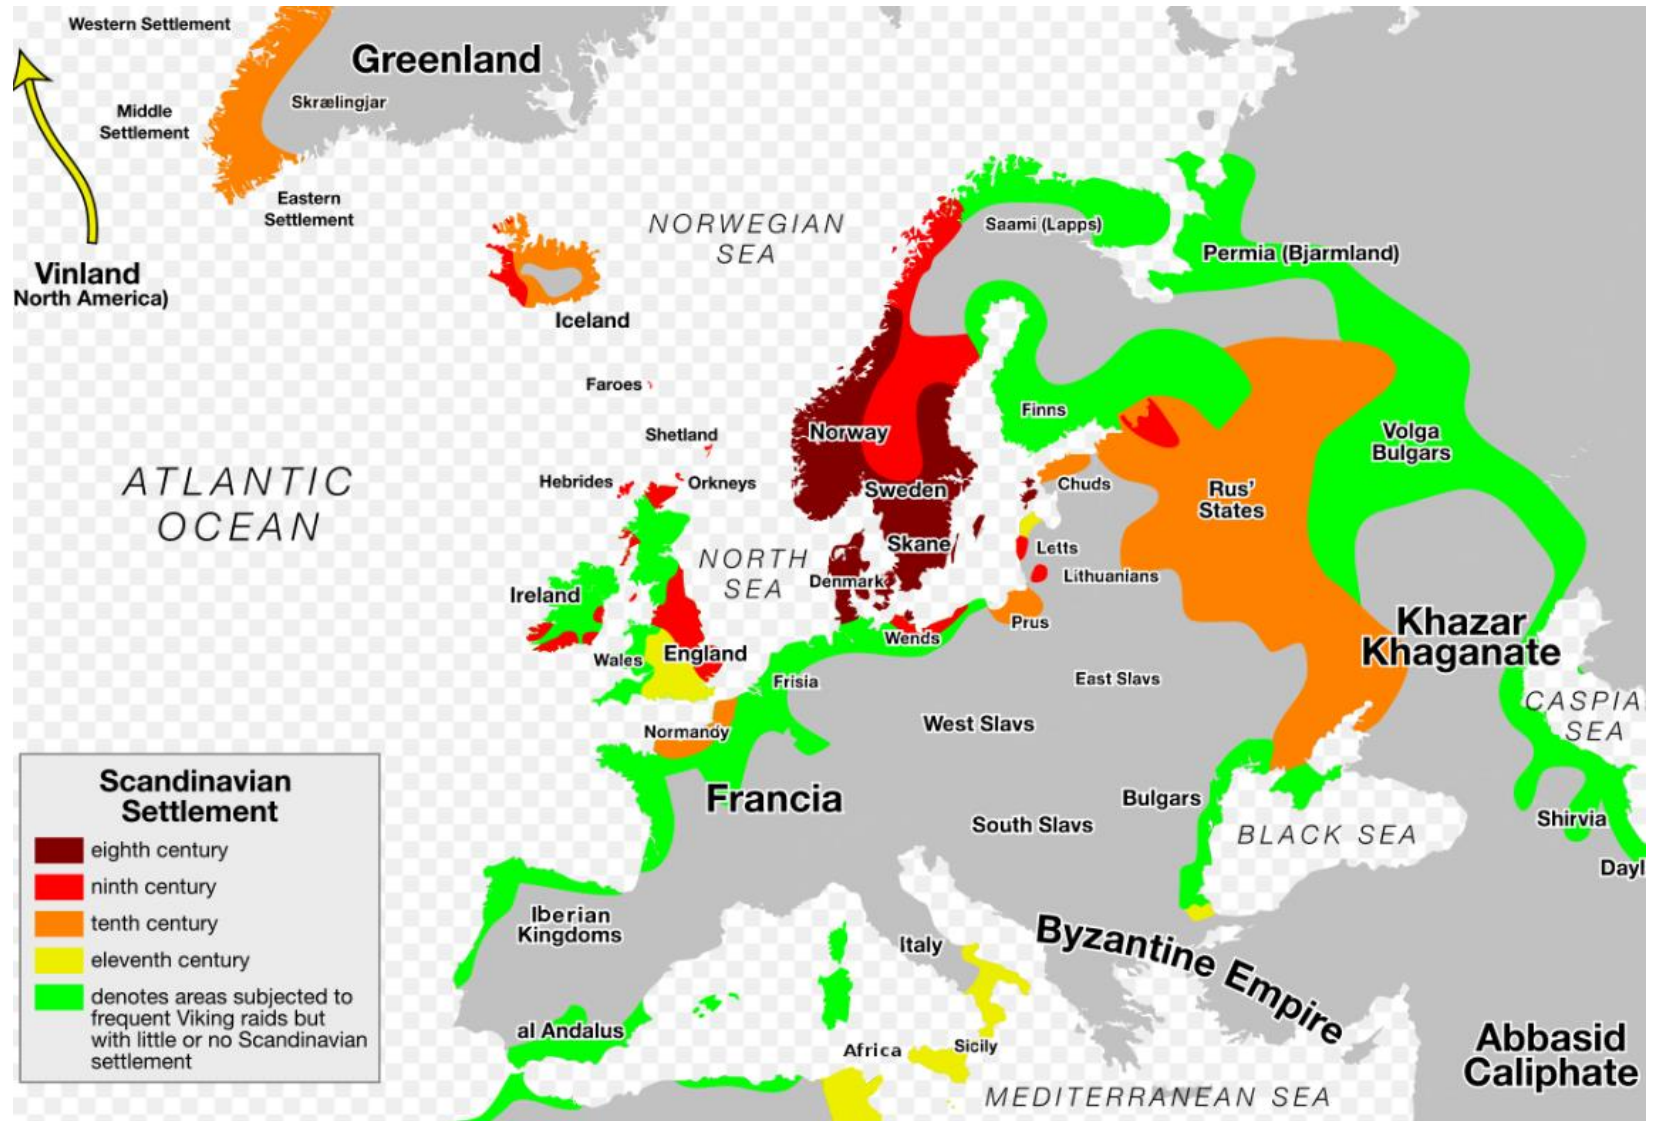 Western Settlement
Greenland
Skrælingjar
Middle
Settlement
Eastern
Settlement
Vinland
North America)
NORWEGIAN
SEA
Iceland
Saami (Lapps)
Permia (Bjarmland)
Faroes
Shetland
Hebrides
Orkneys
ATLANTIC
OCEAN
Norway
Finns
Volga
Bulgars
Sweden
Chuds
Rus’
States
Skane
NORTH
SEA
Denmark
Letts
Lithuanians
Ireland
Prus
Wends
Khazar
Khaganate
Wales
England
Frisia
East Slavs
West Slavs
CASPIA
SEA
Normandy
Francia
Bulgars
South Slavs
BLACK SEA
Shirvia
Dayl
Iberian
Kingdoms
Italy
Byzantine Empire
al Andalus
Africa
Sicily
Abbasid
Caliphate
MEDITERRANEAN SEA
Scandinavian
Settlement
eighth century
ninth century
tenth century
eleventh century
denotes areas subjected to
frequent Viking raids but
with little or no Scandinavian
settlement